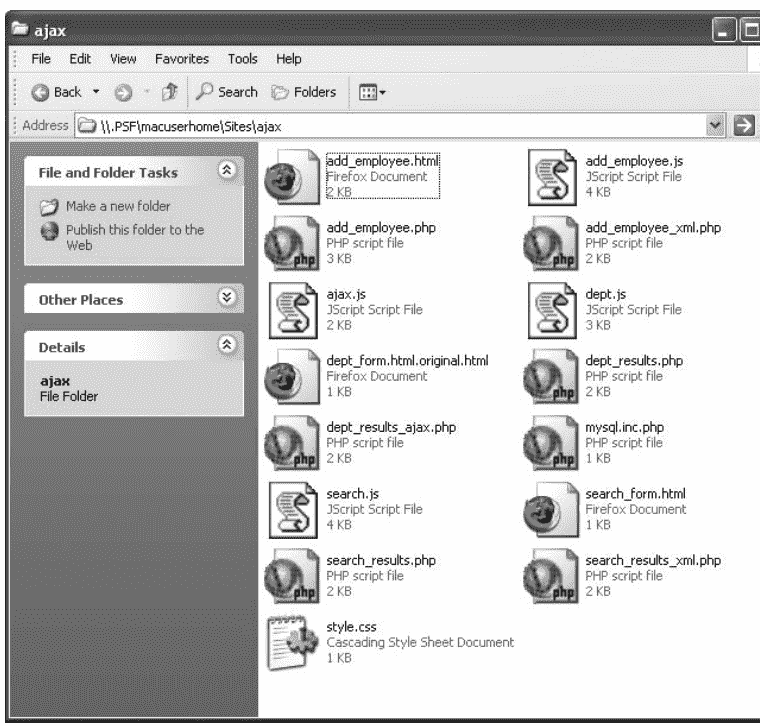 ajax
File Edit View Favorites Tools Help
Back Search Folders
Address \\.PSF\macuserhome\Sites\ajax
File and Folder Tasks
Make a new folder
Publish this folder to the
Web
Other Places
Details
ajax
File Folder
add_employee.html
Firefox Document
2 KB
add_employee.js
JScript Script File
4 KB
add_employee.php
PHP script file
3 KB
add_employee_xml.php
PHP script file
2 KB
ajax.js
JScript Script File
2 KB
dept.js
JScript Script File
3 KB
dept_form.html.original.html
Firefox Document
1 KB
dept_results.php
PHP script file
2 KB
dept_results_ajax.php
PHP script file
2 KB
mysql.inc.php
PHP script file
1 KB
search.js
JScript Script File
4 KB
search_form.html
Firefox Document
1 KB
search_results.php
PHP script file
2 KB
search_results_xml.php
PHP script file
2 KB
style.css
Cascading Style Sheet Document
1 KB